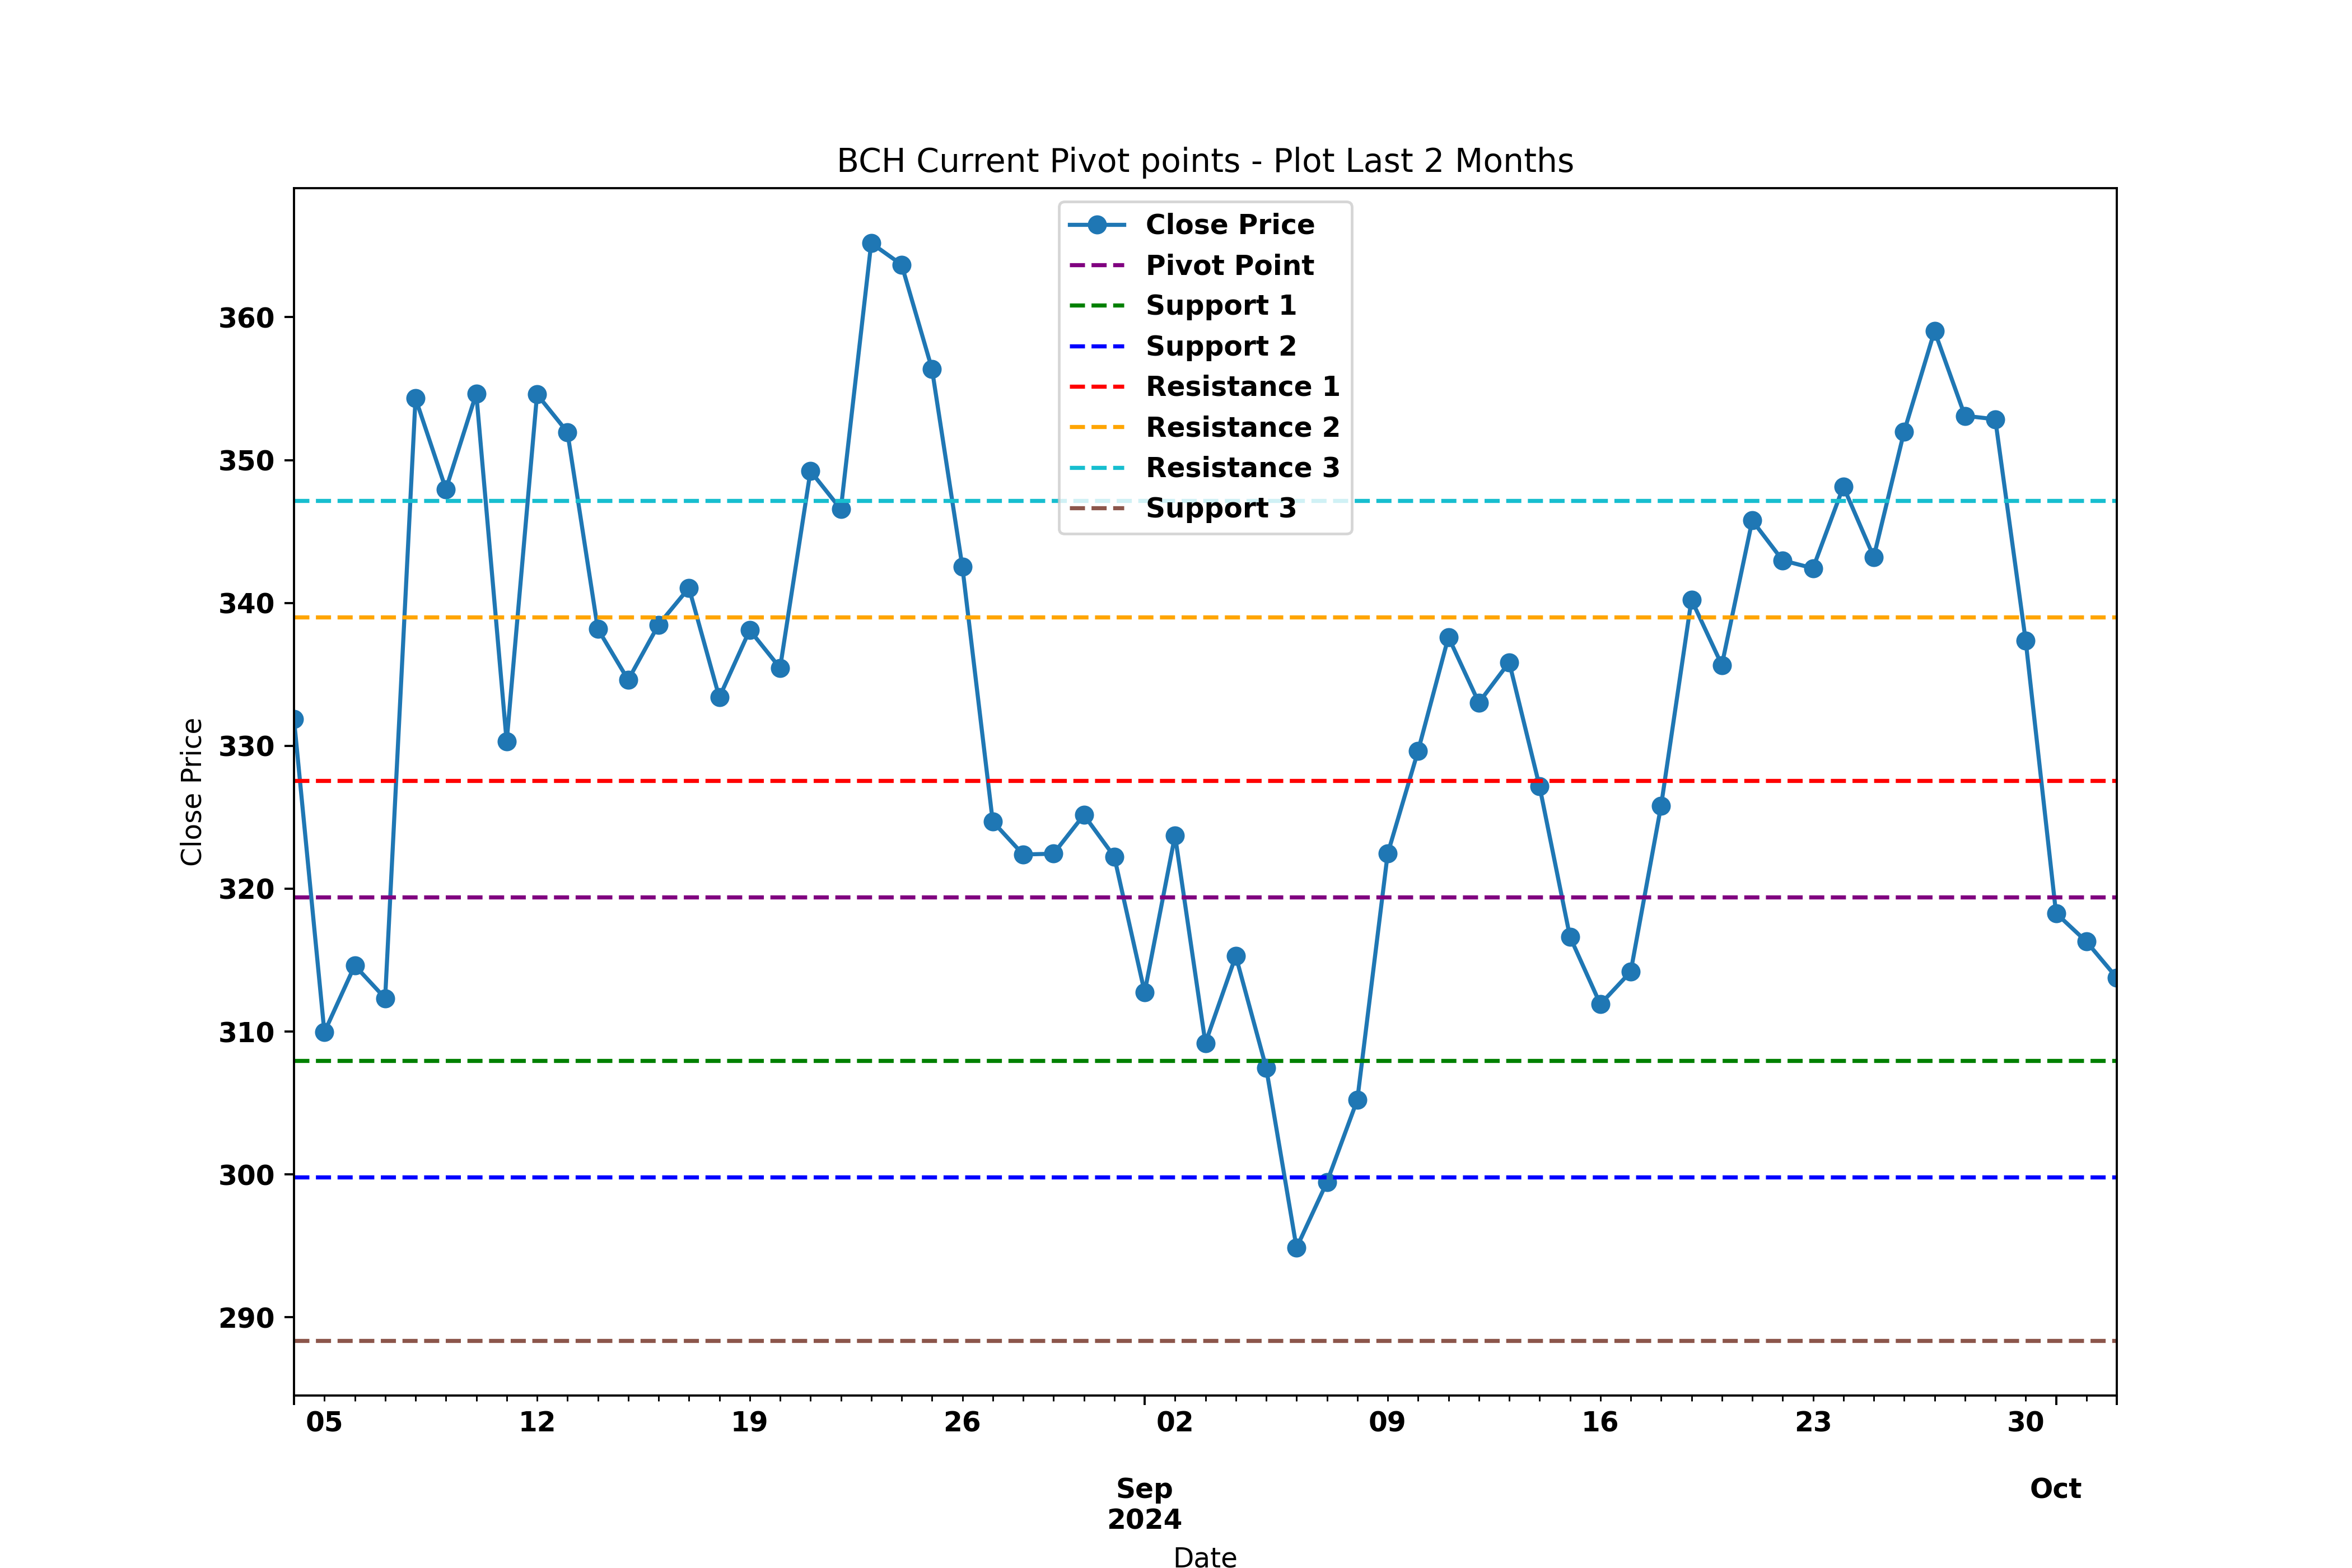 BCH Current Pivot points - Plot Last 2 Months
Close Price
Pivot Point
Support 1
Support 2
Resistance 1
Resistance 2
Resistance 3
Support 3
Close Price
360
350
340
330
320
310
300
290
05 12 19 26 02 09 16 23 30
Sep Oct
2024
Date